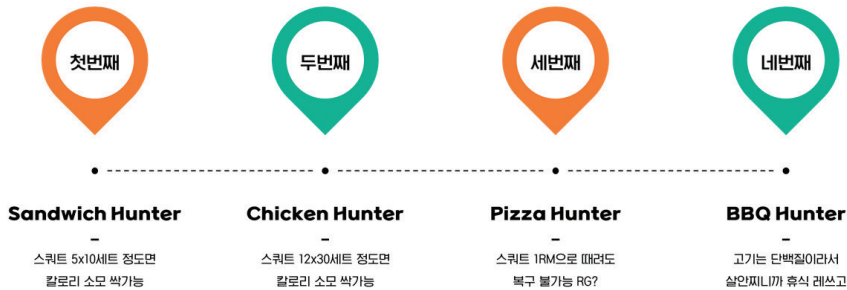 첫번째
두번째
세번째
네번째
Sandwich Hunter
–
스쿼트 5x10세트 정도면
칼로리 소모 싹가능
Chicken Hunter
–
스쿼트 12x30세트 정도면
칼로리 소모 싹가능
Pizza Hunter
–
스쿼트 1RM으로 때려도
복구 불가능 RG?
BBQ Hunter
–
고기는 단백질이라서
살안찌니까 휴식 레쓰고